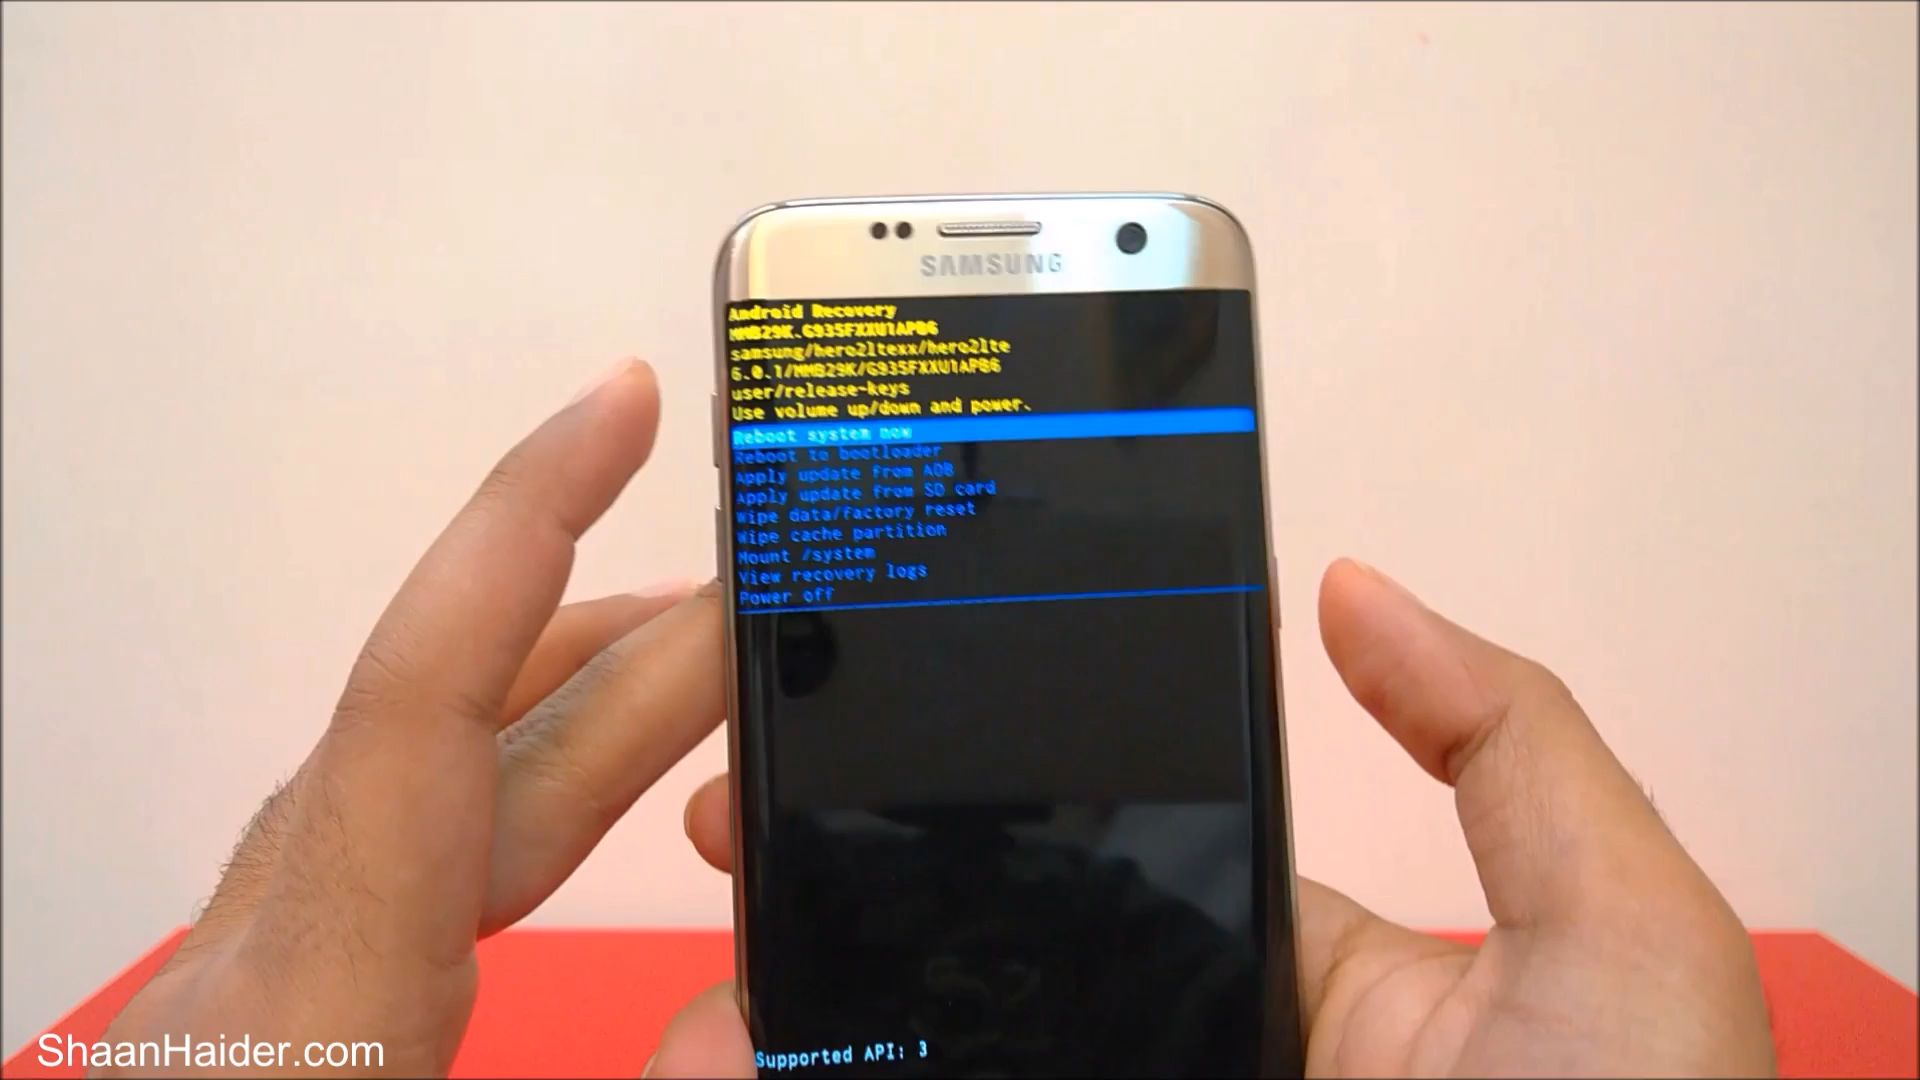 SAMSUNG
Android Recovery
MMB29K.G935FXXU1APB6
samsung/hero2ltexx/hero2lte
6.0.1/MMB29K/G935FXXU1APB6
user/release-keys
Use volume up/down and power.
Reboot system now
Reboot to bootloader
Apply update from ADB
Apply update from SD card
Wipe data/factory reset
Wipe cache partition
Mount /system
View recovery logs
Power off
Supported API: 3
ShaanHaider.com